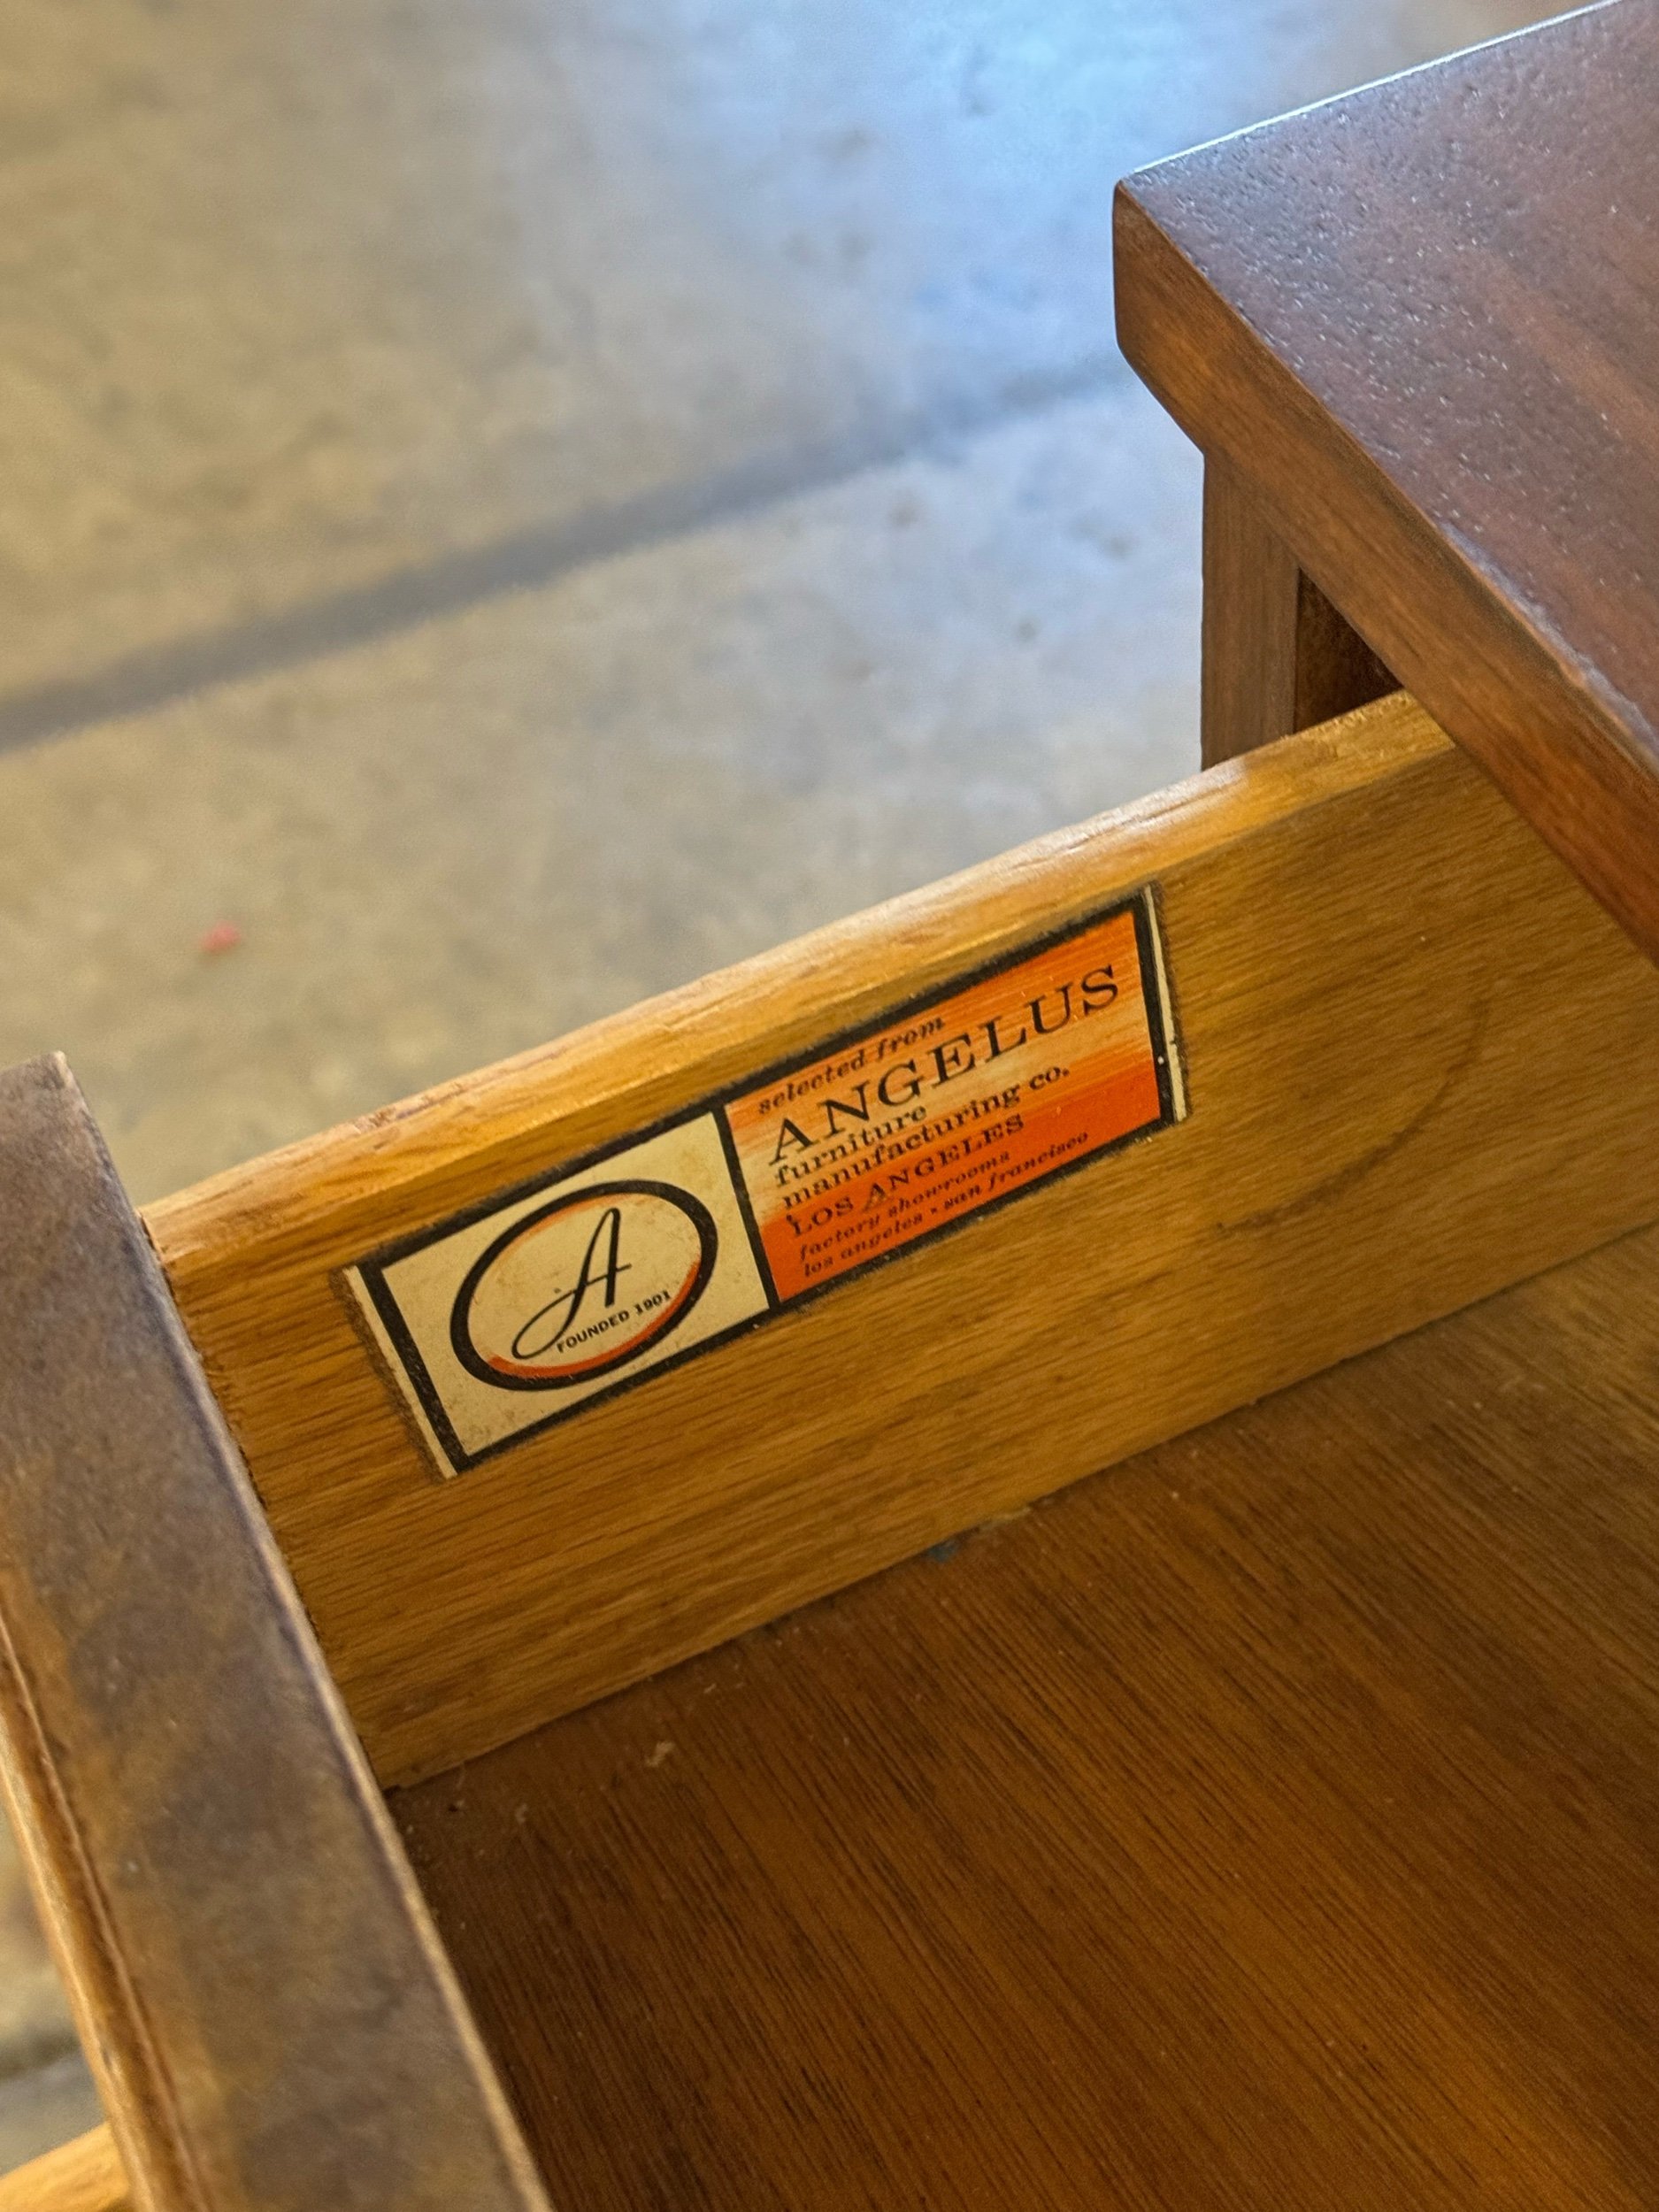 A
FOUNDED 1901
selected from
ANGELUS
furniture
manufacturing co.
LOS ANGELES
factory showrooms
los angeles • san francisco